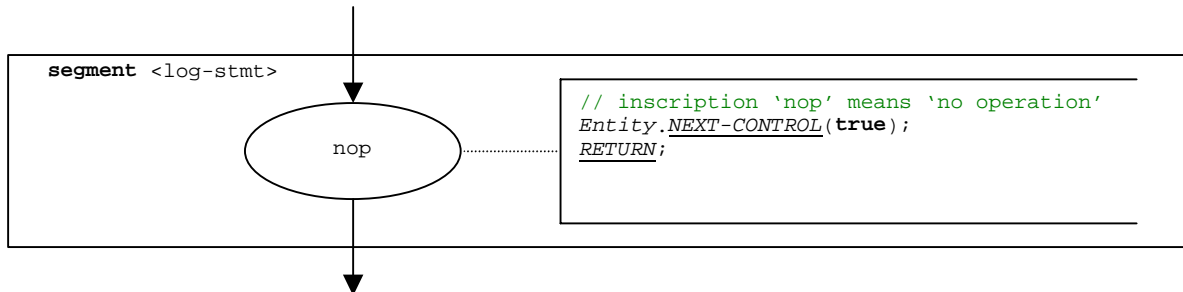 segment <log-stmt>
// inscription ‘nop’ means ‘no operation’
Entity.NEXT-CONTROL(true);
RETURN;
nop